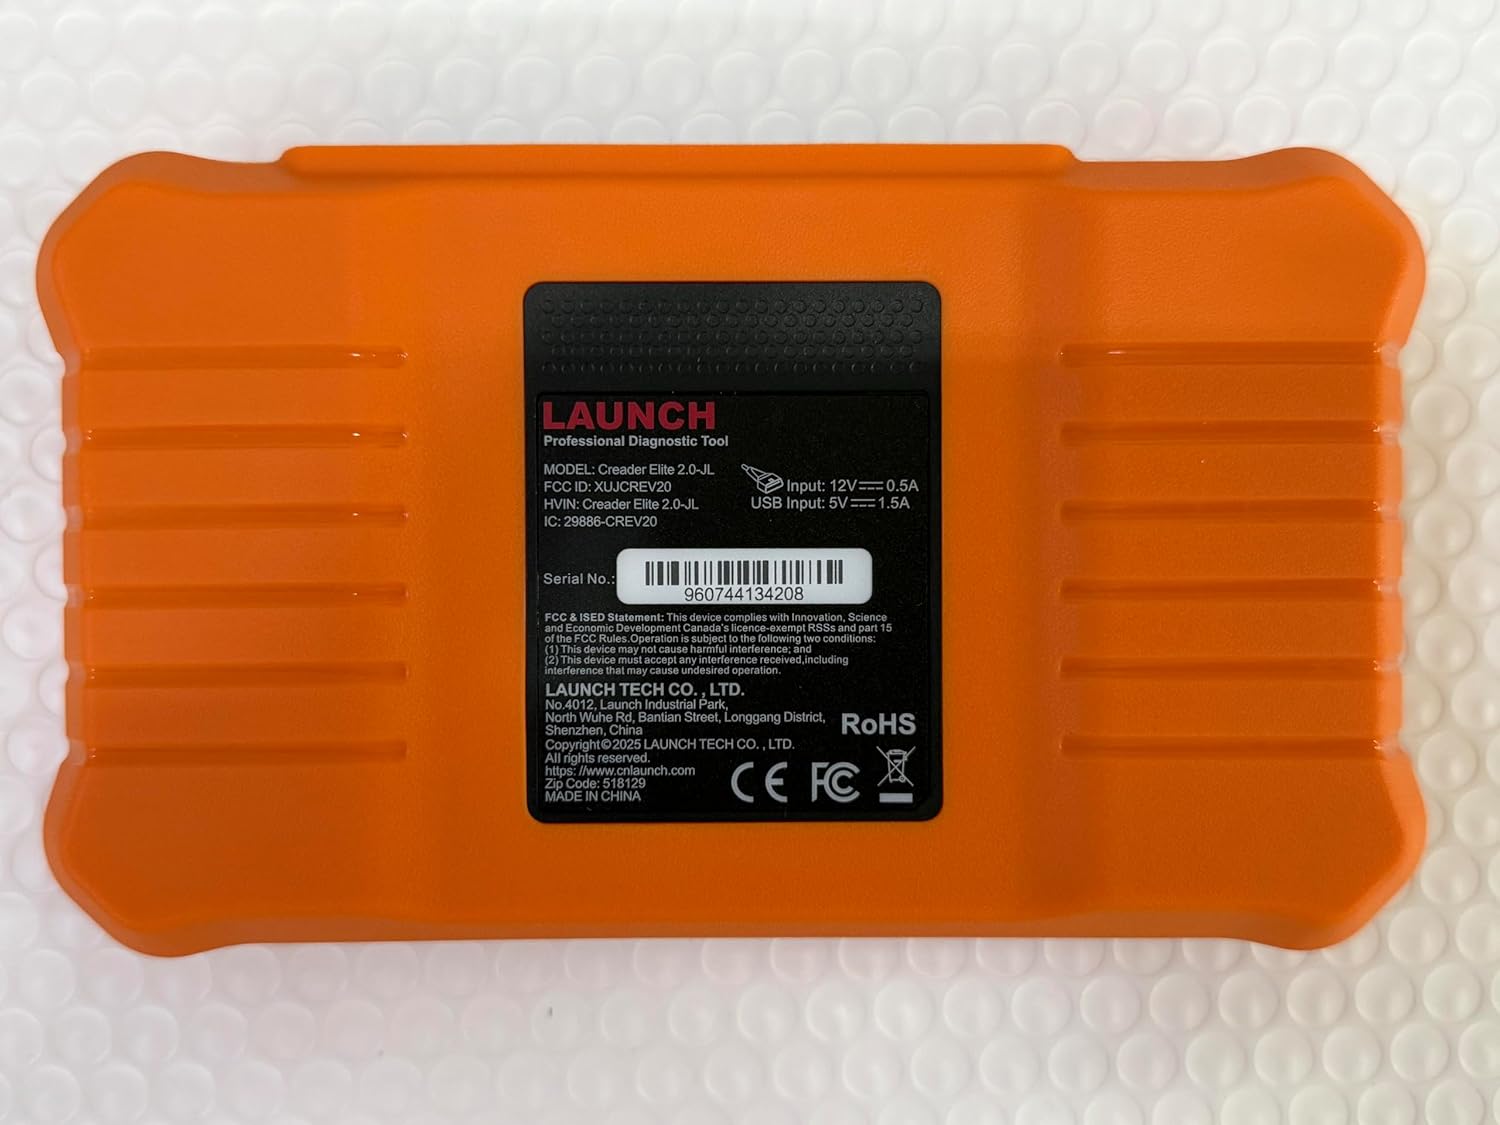 LAUNCH
Professional Diagnostic Tool
MODEL: Creader Elite 2.0-JL
FCC ID: XUJCREV20
HVIN: Creader Elite 2.0-JL
IC: 29886-CREV20
Input: 12V⎓0.5A
USB Input: 5V⎓1.5A
Serial No.:
960744134208
FCC & ISED Statement: This device complies with Innovation, Science
and Economic Development Canada's licence-exempt RSSs and part 15
of the FCC Rules.Operation is subject to the following two conditions:
(1) This device may not cause harmful interference; and
(2) This device must accept any interference received,including
interference that may cause undesired operation.
LAUNCH TECH CO. , LTD.
No.4012, Launch Industrial Park,
North Wuhe Rd, Bantian Street, Longgang District,
Shenzhen, China
Copyright©2025 LAUNCH TECH CO. , LTD.
All rights reserved.
https: //www.cnlaunch.com
Zip Code: 518129
MADE IN CHINA
RoHS
CE FC